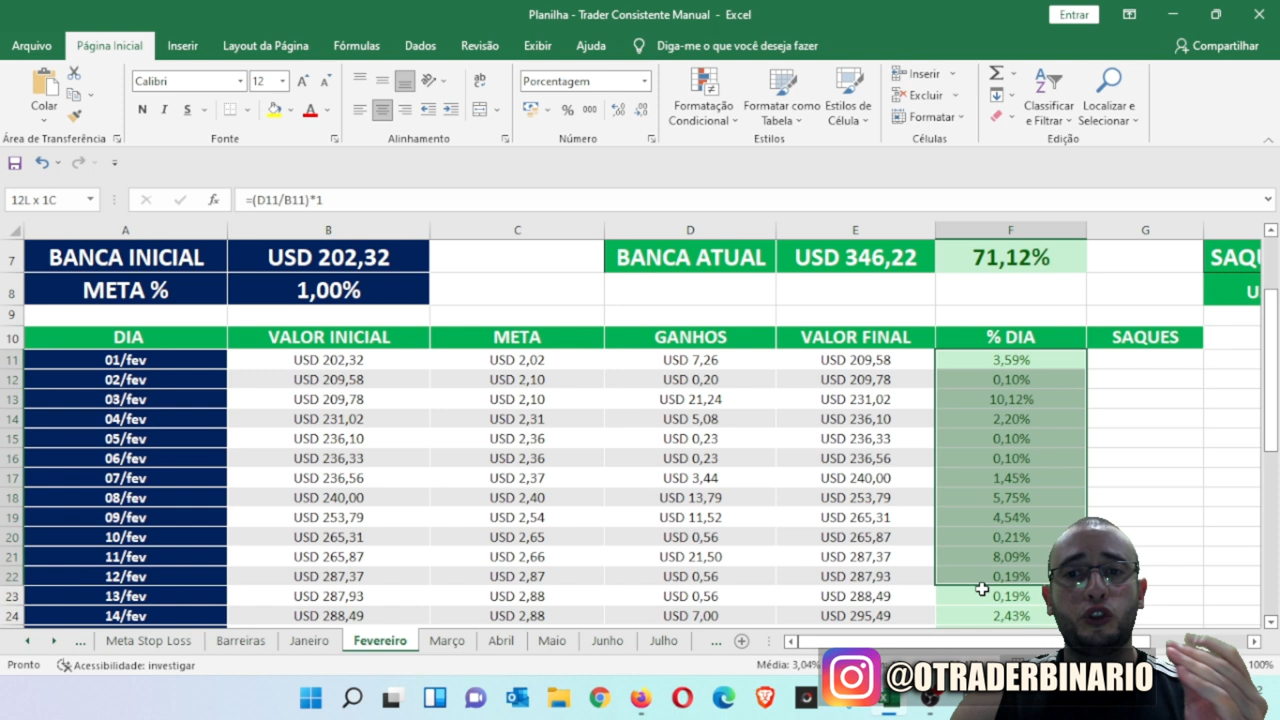 Planilha - Trader Consistente Manual - Excel
Entrar
Arquivo Página Inicial Inserir Layout da Página Fórmulas Dados Revisão Exibir Ajuda Diga-me o que você deseja fazer Compartilhar
Colar
Calibri 12
N I S
Porcentagem
% 000
Formatação Condicional
Formatar como Tabela
Estilos de Célula
Inserir
Excluir
Formatar
Classificar e Filtrar
Localizar e Selecionar
Área de Transferência Fonte Alinhamento Número Estilos Células Edição
12L x 1C fx =(D11/B11)*1
A B C D E F G
7 BANCA INICIAL USD 202,32 BANCA ATUAL USD 346,22 71,12% SAQU
8 META % 1,00% U
9
10 DIA VALOR INICIAL META GANHOS VALOR FINAL % DIA SAQUES
11 01/fev USD 202,32 USD 2,02 USD 7,26 USD 209,58 3,59%
12 02/fev USD 209,58 USD 2,10 USD 0,20 USD 209,78 0,10%
13 03/fev USD 209,78 USD 2,10 USD 21,24 USD 231,02 10,12%
14 04/fev USD 231,02 USD 2,31 USD 5,08 USD 236,10 2,20%
15 05/fev USD 236,10 USD 2,36 USD 0,23 USD 236,33 0,10%
16 06/fev USD 236,33 USD 2,36 USD 0,23 USD 236,56 0,10%
17 07/fev USD 236,56 USD 2,37 USD 3,44 USD 240,00 1,45%
18 08/fev USD 240,00 USD 2,40 USD 13,79 USD 253,79 5,75%
19 09/fev USD 253,79 USD 2,54 USD 11,52 USD 265,31 4,54%
20 10/fev USD 265,31 USD 2,65 USD 0,56 USD 265,87 0,21%
21 11/fev USD 265,87 USD 2,66 USD 21,50 USD 287,37 8,09%
22 12/fev USD 287,37 USD 2,87 USD 0,56 USD 287,93 0,19%
23 13/fev USD 287,93 USD 2,88 USD 0,56 USD 288,49 0,19%
24 14/fev USD 288,49 USD 2,88 USD 7,00 USD 295,49 2,43%
... Meta Stop Loss Barreiras Janeiro Fevereiro Março Abril Maio Junho Julho ...
Pronto Acessibilidade: investigar Média: 3,04% 100%
@OTRADERBINARIO